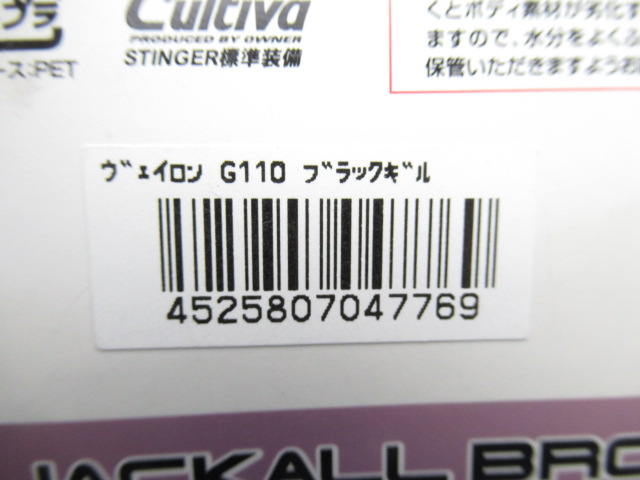 プラ
ース:PET
Cultiva
PRODUCED BY OWNER
STINGER標準装備
くとボディ素材が劣化す
ますので、水分をよくふ
保管いただきますようお
ヴェイロン G110 ブラックギル
4525807047769
JACKALL BRO